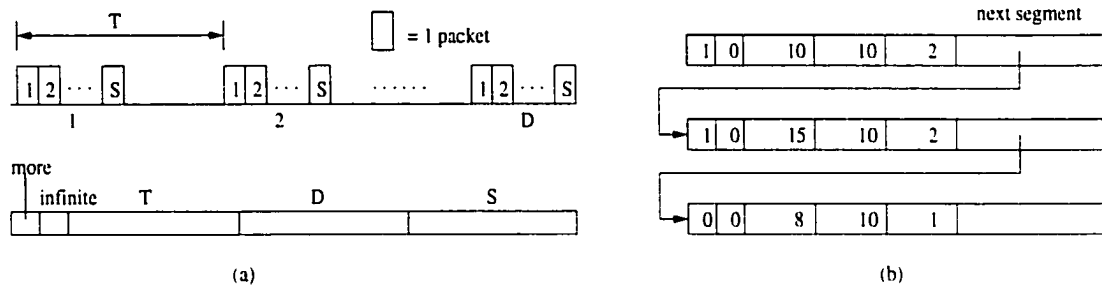 T
= 1 packet
1 2 ··· S 1 2 ··· S ······ 1 2 ··· S
1 2 D
more
infinite T D S
(a)
next segment
1 0 10 10 2
1 0 15 10 2
0 0 8 10 1
(b)